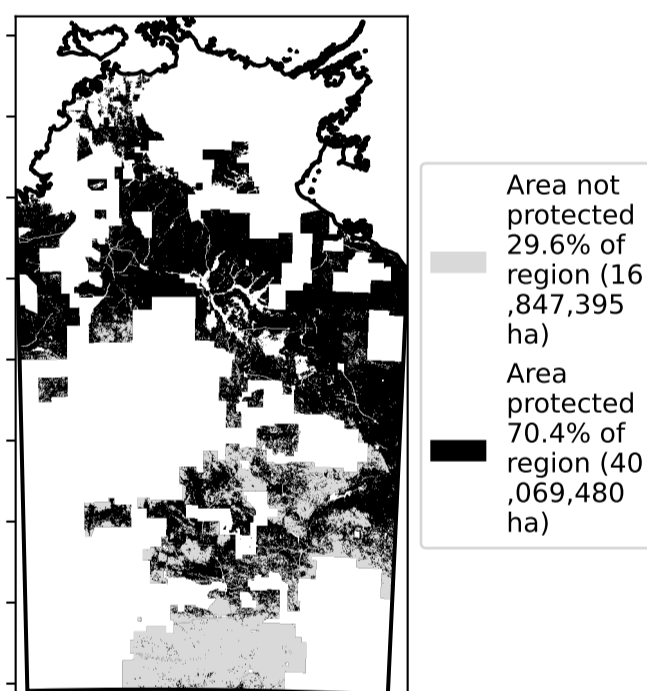 Area not
protected
29.6% of
region (16
,847,395
ha)
Area
protected
70.4% of
region (40
,069,480
ha)